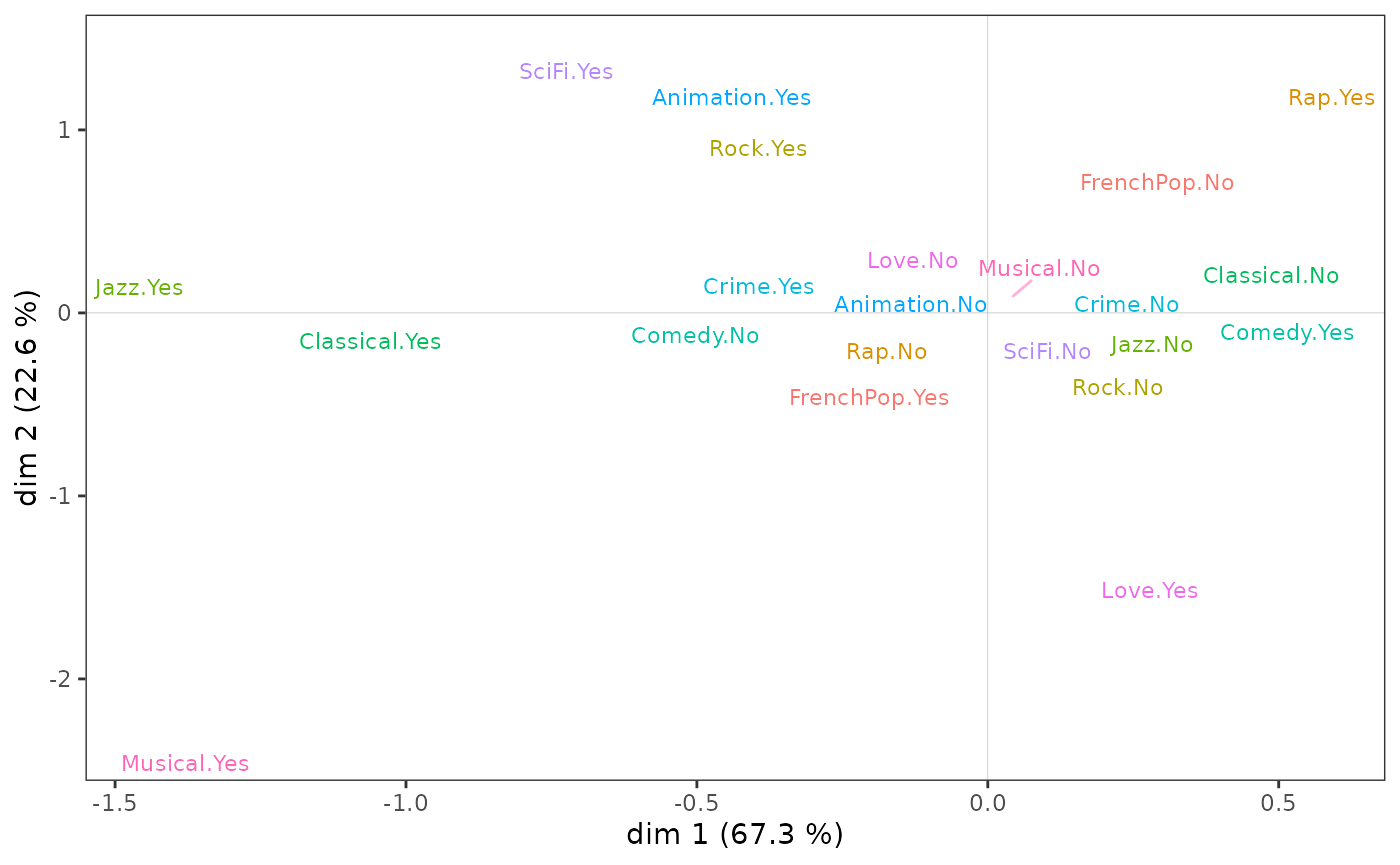 SciFi.Yes
Animation.Yes
Rap.Yes
1
Rock.Yes
FrenchPop.No
Love.No
Musical.No
Classical.No
Jazz.Yes
Crime.Yes
Animation.No
Crime.No
0
Classical.Yes
Comedy.No
Comedy.Yes
Rap.No
SciFi.No
Jazz.No
FrenchPop.Yes
Rock.No
dim 2 (22.6 %)
-1
Love.Yes
-2
Musical.Yes
-1.5
-1.0
-0.5
0.0
0.5
dim 1 (67.3 %)